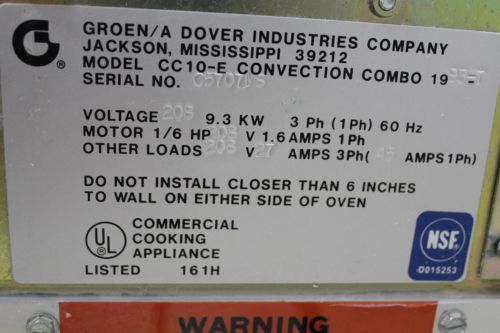 GROEN/A DOVER INDUSTRIES COMPANY
JACKSON, MISSISSIPPI 39212
MODEL CC10-E CONVECTION COMBO 19
SERIAL NO.
VOLTAGE 208 9.3 KW 3 Ph (1Ph) 60 Hz
MOTOR 1/6 HP 208 V 1.6 AMPS 1Ph
OTHER LOADS 208 V 27 AMPS 3Ph( 45 AMPS 1Ph)
DO NOT INSTALL CLOSER THAN 6 INCHES
TO WALL ON EITHER SIDE OF OVEN
UL ® COMMERCIAL
COOKING
APPLIANCE
LISTED 161H
NSF®
D015253
WARNING